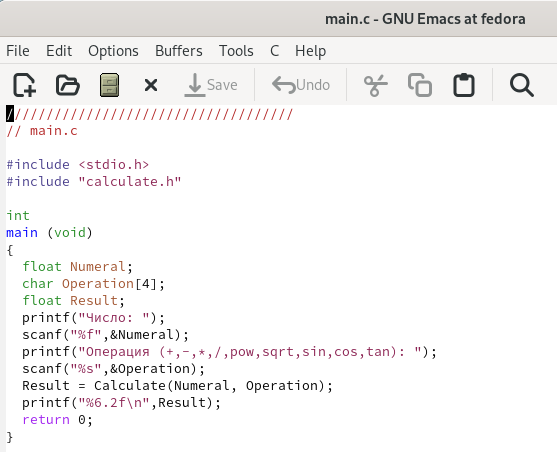 main.c - GNU Emacs at fedora
File Edit Options Buffers Tools C Help
Save Undo
////////////////////////////////////
// main.c
#include <stdio.h>
#include "calculate.h"
int
main (void)
{
  float Numeral;
  char Operation[4];
  float Result;
  printf("Число: ");
  scanf("%f",&Numeral);
  printf("Операция (+,-,*,/,pow,sqrt,sin,cos,tan): ");
  scanf("%s",&Operation);
  Result = Calculate(Numeral, Operation);
  printf("%6.2f\n",Result);
  return 0;
}